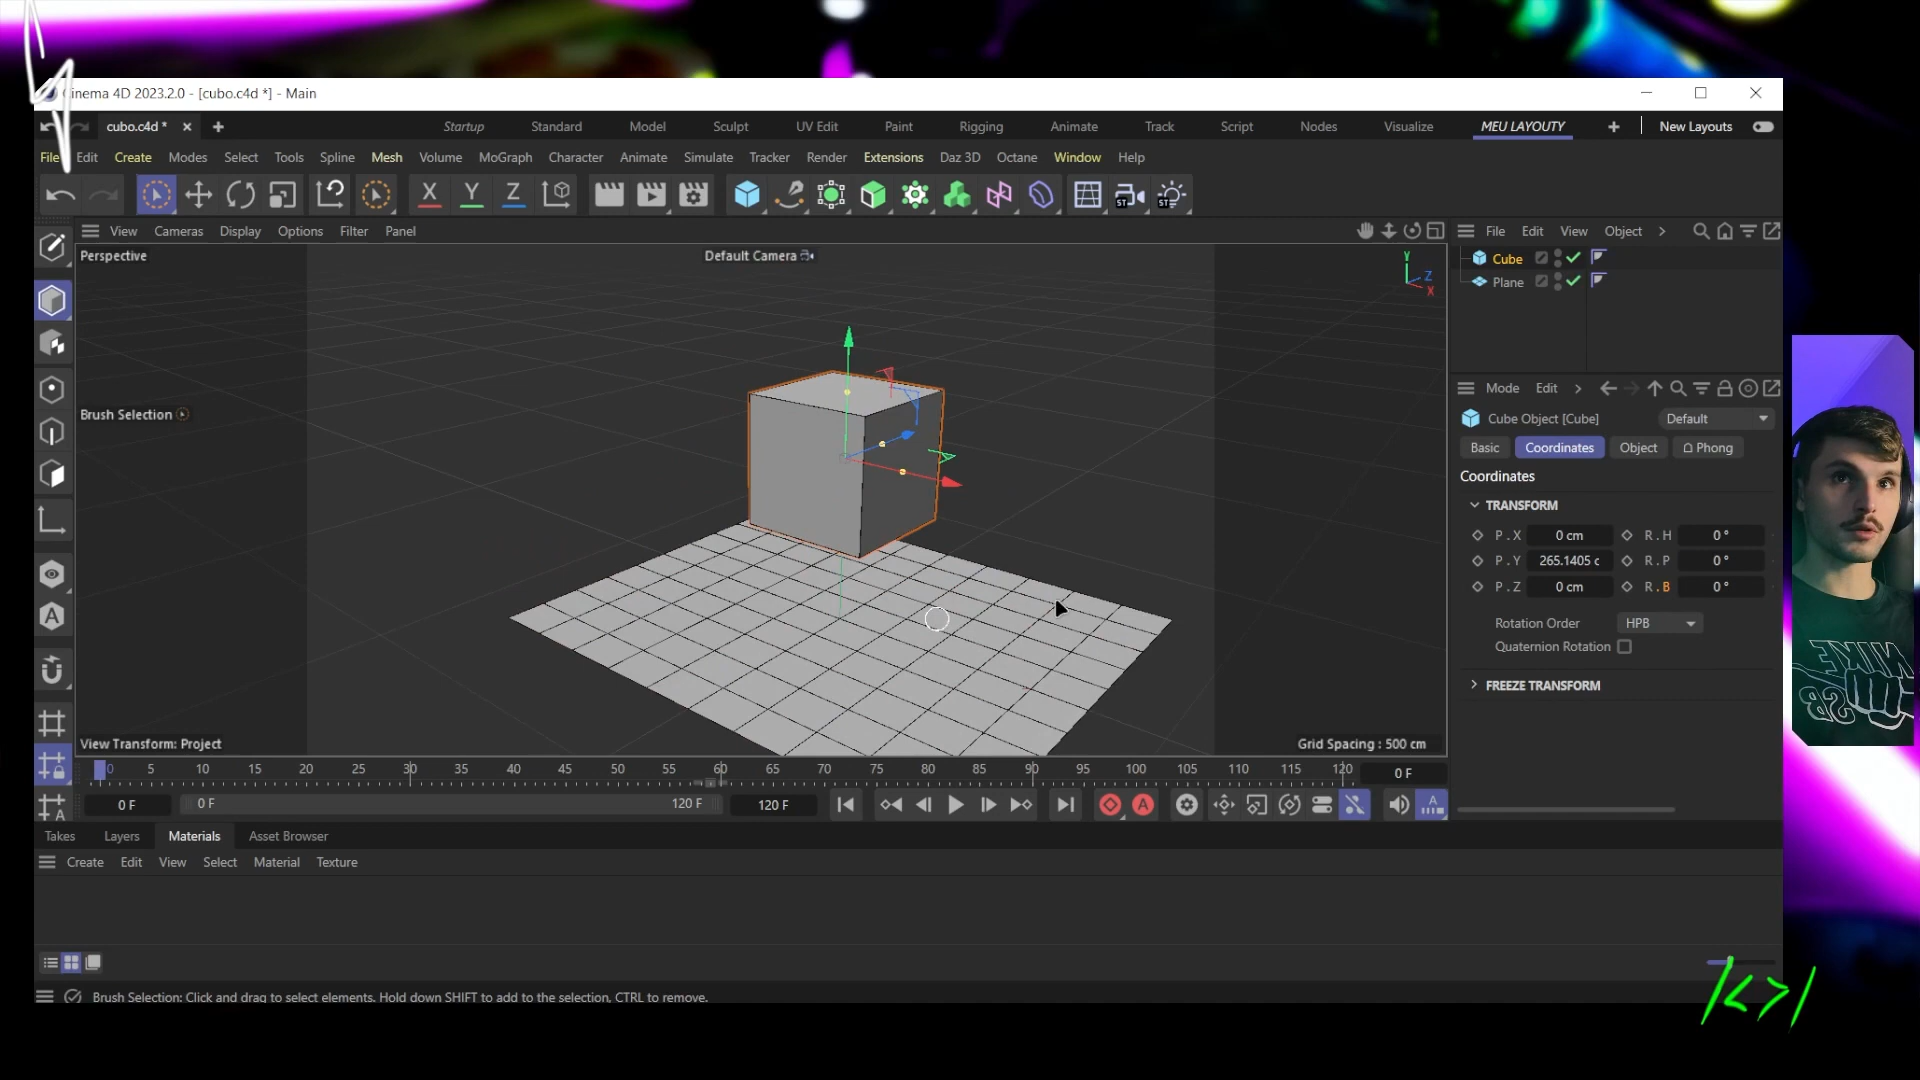 Cinema 4D 2023.2.0 - [cubo.c4d *] - Main
cubo.c4d * Startup Standard Model Sculpt UV Edit Paint Rigging Animate Track Script Nodes Visualize MEU LAYOUTY New Layouts
File Edit Create Modes Select Tools Spline Mesh Volume MoGraph Character Animate Simulate Tracker Render Extensions Daz 3D Octane Window Help
X Y Z ST ST
View Cameras Display Options Filter Panel
File Edit View Object
Perspective
Default Camera
Y
Z
X
Cube
Plane
Brush Selection
Mode Edit
Cube Object [Cube] Default
Basic Coordinates Object Phong
Coordinates
TRANSFORM
P . X 0 cm R . H 0 °
P . Y 265.1405 c R . P 0 °
P . Z 0 cm R . B 0 °
Rotation Order HPB
Quaternion Rotation
FREEZE TRANSFORM
View Transform: Project
Grid Spacing : 500 cm
0 5 10 15 20 25 30 35 40 45 50 55 60 65 70 75 80 85 90 95 100 105 110 115 120 0 F
0 F 0 F 120 F 120 F
Takes Layers Materials Asset Browser
Create Edit View Select Material Texture
Brush Selection: Click and drag to select elements. Hold down SHIFT to add to the selection, CTRL to remove.
NIKE
SB